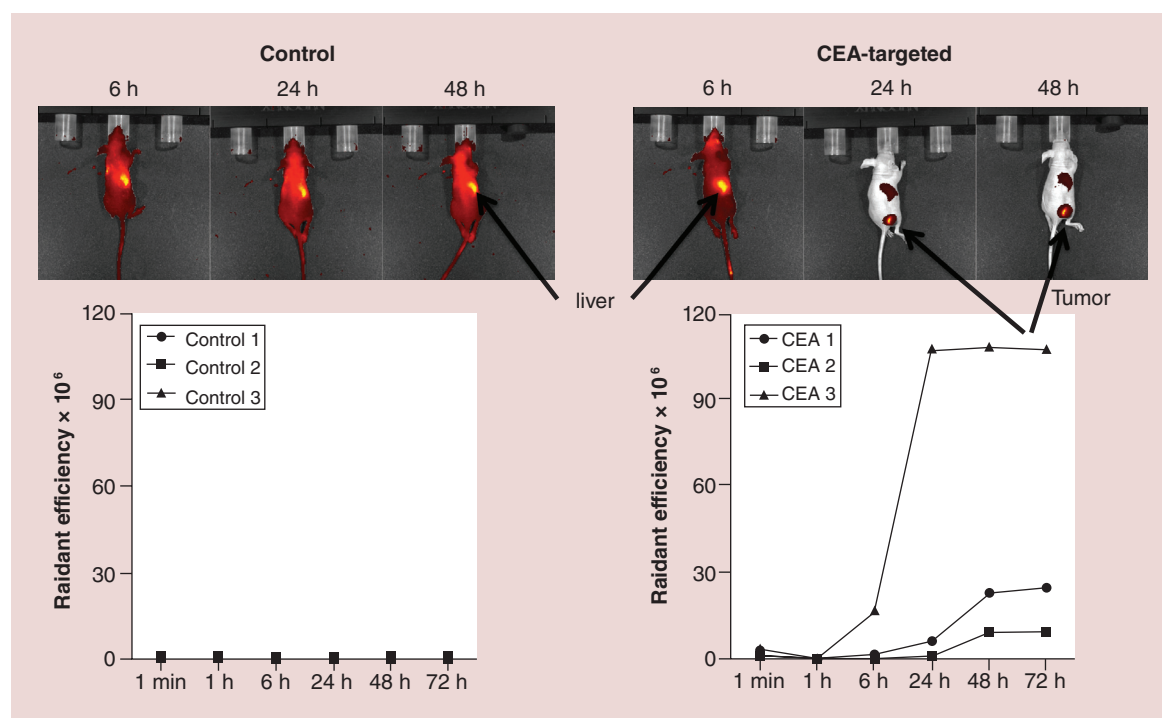 Control
6 h 24 h 48 h
CEA-targeted
6 h 24 h 48 h
liver
Tumor
Raidant efficiency × 10⁶
120
90
60
30
0
Control 1
Control 2
Control 3
1 min 1 h 6 h 24 h 48 h 72 h
Raidant efficiency × 10⁶
120
90
60
30
0
CEA 1
CEA 2
CEA 3
1 min 1 h 6 h 24 h 48 h 72 h